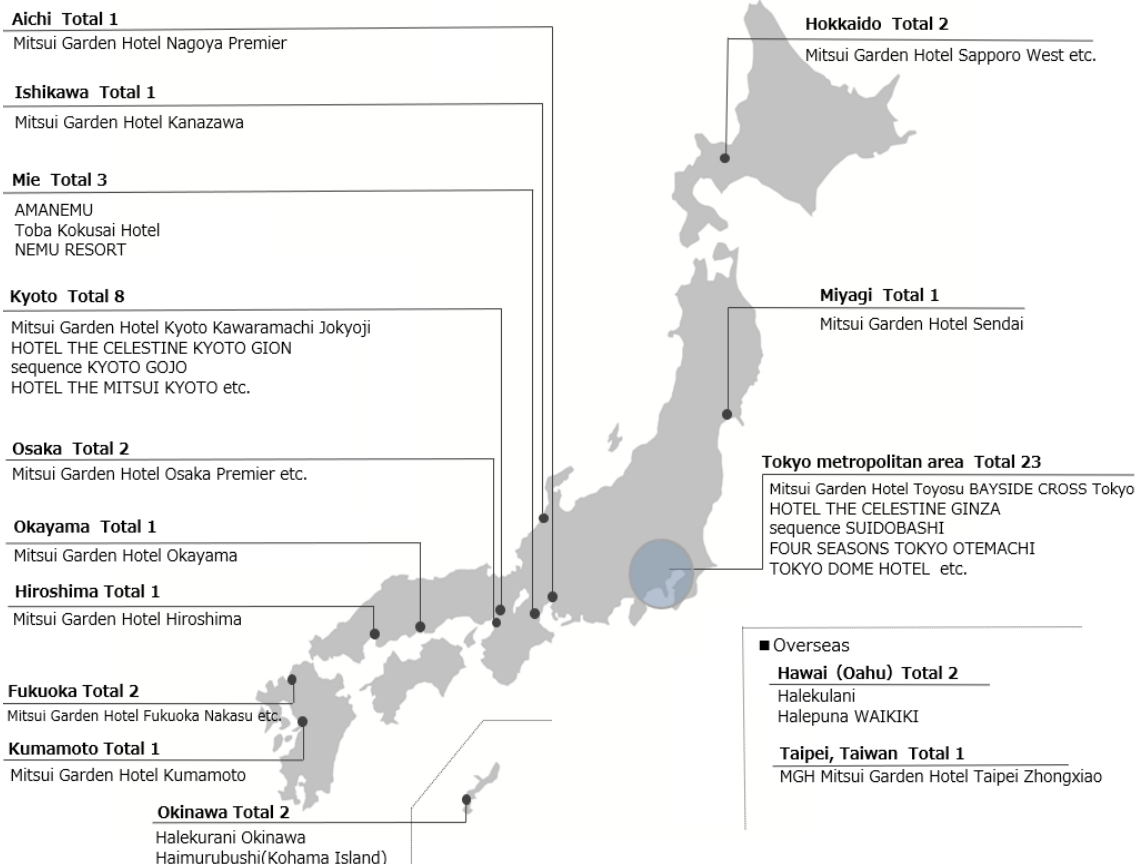 Aichi Total 1
Mitsui Garden Hotel Nagoya Premier
Ishikawa Total 1
Mitsui Garden Hotel Kanazawa
Mie Total 3
AMANEMU
Toba Kokusai Hotel
NEMU RESORT
Kyoto Total 8
Mitsui Garden Hotel Kyoto Kawaramachi Jokyoji
HOTEL THE CELESTINE KYOTO GION
sequence KYOTO GOJO
HOTEL THE MITSUI KYOTO etc.
Osaka Total 2
Mitsui Garden Hotel Osaka Premier etc.
Okayama Total 1
Mitsui Garden Hotel Okayama
Hiroshima Total 1
Mitsui Garden Hotel Hiroshima
Fukuoka Total 2
Mitsui Garden Hotel Fukuoka Nakasu etc.
Kumamoto Total 1
Mitsui Garden Hotel Kumamoto
Okinawa Total 2
Halekurani Okinawa
Haimurubushi(Kohama Island)
Hokkaido Total 2
Mitsui Garden Hotel Sapporo West etc.
Miyagi Total 1
Mitsui Garden Hotel Sendai
Tokyo metropolitan area Total 23
Mitsui Garden Hotel Toyosu BAYSIDE CROSS Tokyo
HOTEL THE CELESTINE GINZA
sequence SUIDOBASHI
FOUR SEASONS TOKYO OTEMACHI
TOKYO DOME HOTEL etc.
■ Overseas
Hawai (Oahu) Total 2
Halekulani
Halepuna WAIKIKI
Taipei, Taiwan Total 1
MGH Mitsui Garden Hotel Taipei Zhongxiao